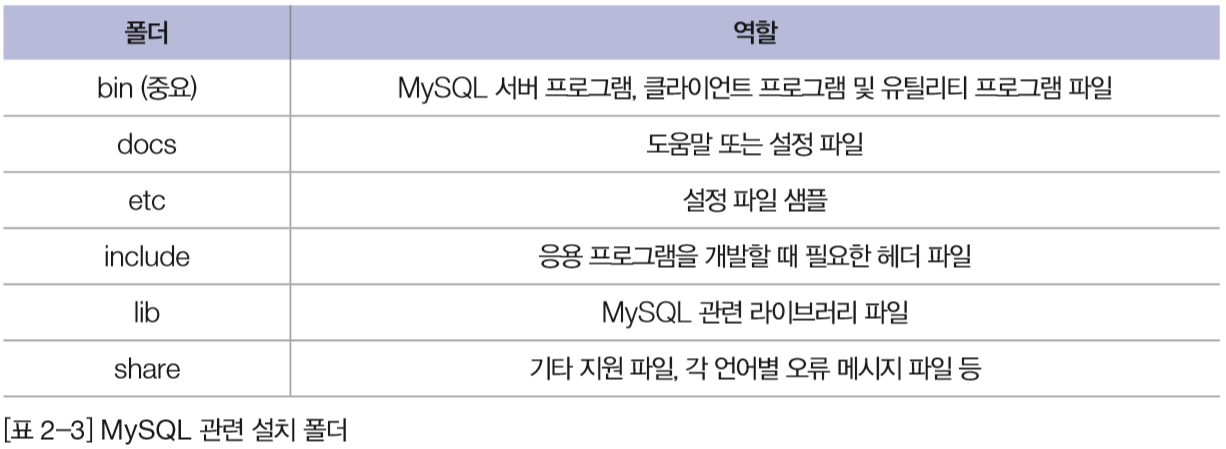 폴더 역할
bin (중요) MySQL 서버 프로그램, 클라이언트 프로그램 및 유틸리티 프로그램 파일
docs 도움말 또는 설정 파일
etc 설정 파일 샘플
include 응용 프로그램을 개발할 때 필요한 헤더 파일
lib MySQL 관련 라이브러리 파일
share 기타 지원 파일, 각 언어별 오류 메시지 파일 등
[표 2–3] MySQL 관련 설치 폴더